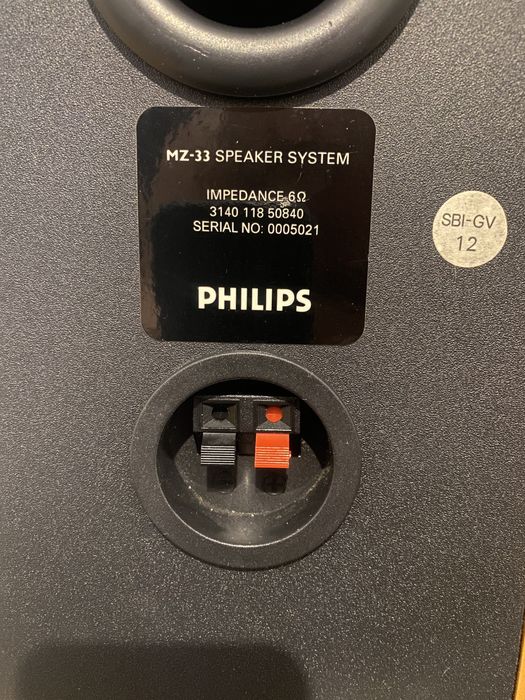 MZ-33 SPEAKER SYSTEM
IMPEDANCE 6Ω
3140 118 50840
SERIAL NO: 0005021
PHILIPS
SBI-GV
12